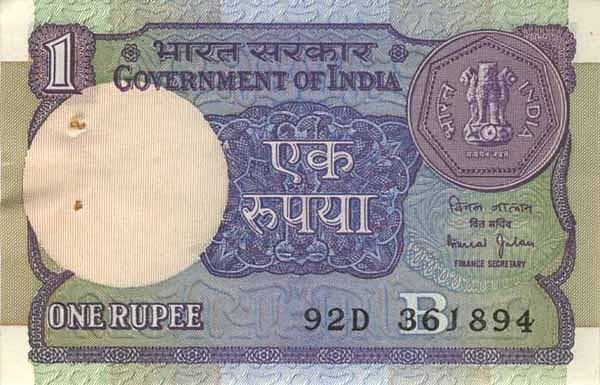 1
भारत सरकार
GOVERNMENT OF INDIA
भारत INDIA
सत्यमेव जयते
एक
रुपया
विमल जालान
वित्त सचिव
Bimal Jalan
FINANCE SECRETARY
ONE RUPEE
B
92D 361894